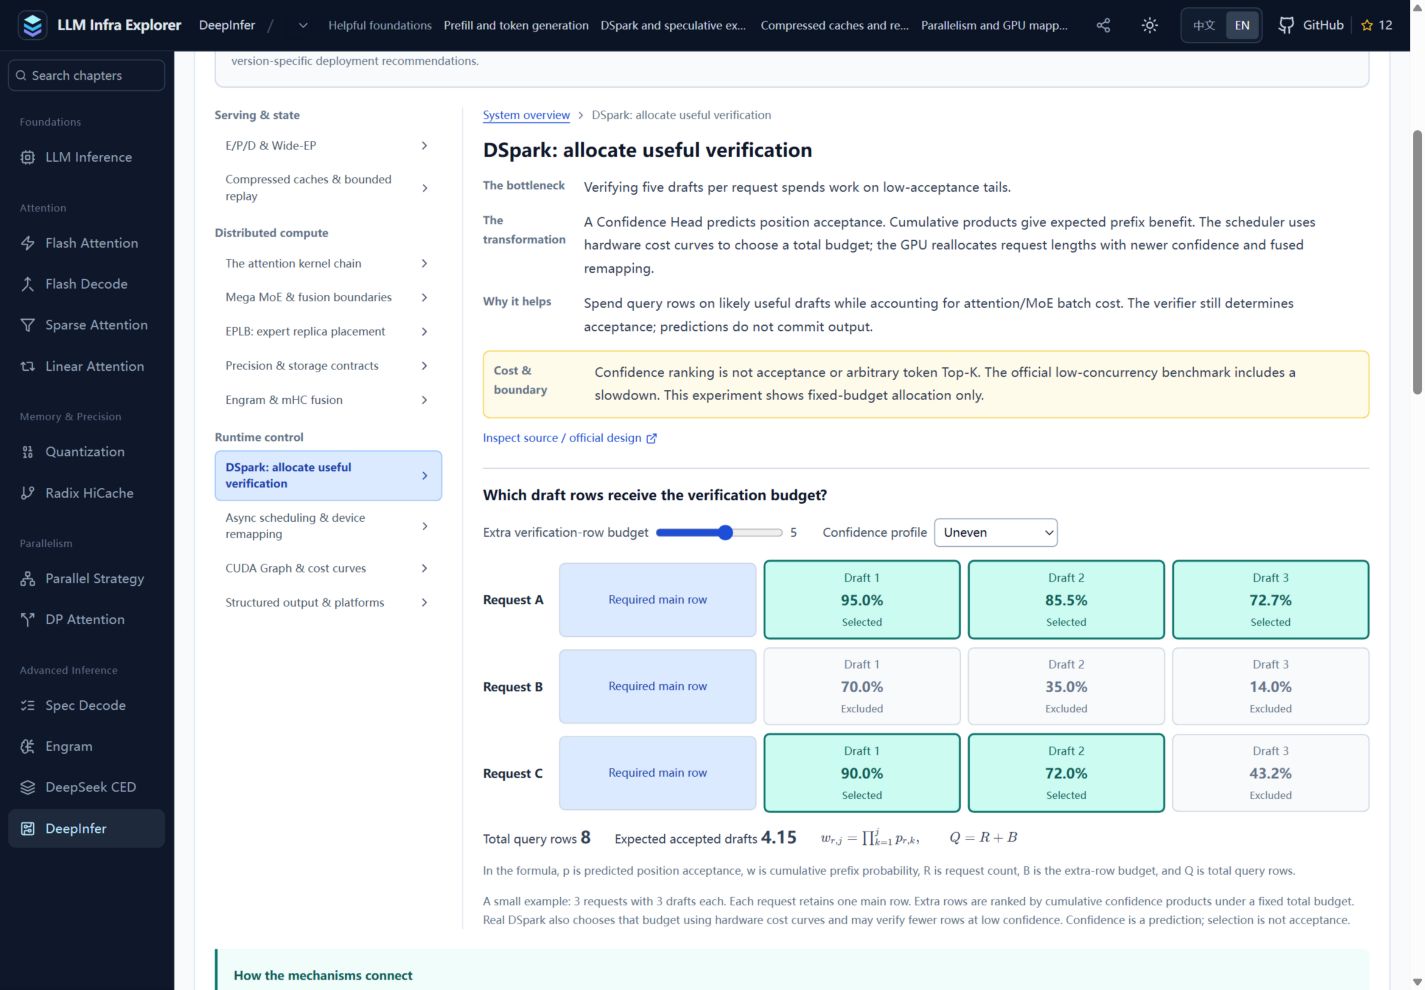 LLM Infra Explorer
DeepInfer /
Helpful foundations
Prefill and token generation
DSpark and speculative ex...
Compressed caches and re...
Parallelism and GPU mapp...
中文
EN
GitHub
12
Search chapters
Foundations
LLM Inference
Attention
Flash Attention
Flash Decode
Sparse Attention
Linear Attention
Memory & Precision
Quantization
Radix HiCache
Parallelism
Parallel Strategy
DP Attention
Advanced Inference
Spec Decode
Engram
DeepSeek CED
DeepInfer
version-specific deployment recommendations.
Serving & state
E/P/D & Wide-EP
Compressed caches & bounded
replay
Distributed compute
The attention kernel chain
Mega MoE & fusion boundaries
EPLB: expert replica placement
Precision & storage contracts
Engram & mHC fusion
Runtime control
DSpark: allocate useful
verification
Async scheduling & device
remapping
CUDA Graph & cost curves
Structured output & platforms
System overview > DSpark: allocate useful verification
DSpark: allocate useful verification
The bottleneck
Verifying five drafts per request spends work on low-acceptance tails.
The
transformation
A Confidence Head predicts position acceptance. Cumulative products give expected prefix benefit. The scheduler uses
hardware cost curves to choose a total budget; the GPU reallocates request lengths with newer confidence and fused
remapping.
Why it helps
Spend query rows on likely useful drafts while accounting for attention/MoE batch cost. The verifier still determines
acceptance; predictions do not commit output.
Cost &
boundary
Confidence ranking is not acceptance or arbitrary token Top-K. The official low-concurrency benchmark includes a
slowdown. This experiment shows fixed-budget allocation only.
Inspect source / official design
Which draft rows receive the verification budget?
Extra verification-row budget 5 Confidence profile Uneven
Request A
Required main row
Draft 1
95.0%
Selected
Draft 2
85.5%
Selected
Draft 3
72.7%
Selected
Request B
Required main row
Draft 1
70.0%
Excluded
Draft 2
35.0%
Excluded
Draft 3
14.0%
Excluded
Request C
Required main row
Draft 1
90.0%
Selected
Draft 2
72.0%
Selected
Draft 3
43.2%
Excluded
Total query rows 8 Expected accepted drafts 4.15 w_{r,j} = ∏_{k=1}^{j} p_{r,k}, Q = R + B
In the formula, p is predicted position acceptance, w is cumulative prefix probability, R is request count, B is the extra-row budget, and Q is total query rows.
A small example: 3 requests with 3 drafts each. Each request retains one main row. Extra rows are ranked by cumulative confidence products under a fixed total budget.
Real DSpark also chooses that budget using hardware cost curves and may verify fewer rows at low confidence. Confidence is a prediction; selection is not acceptance.
How the mechanisms connect